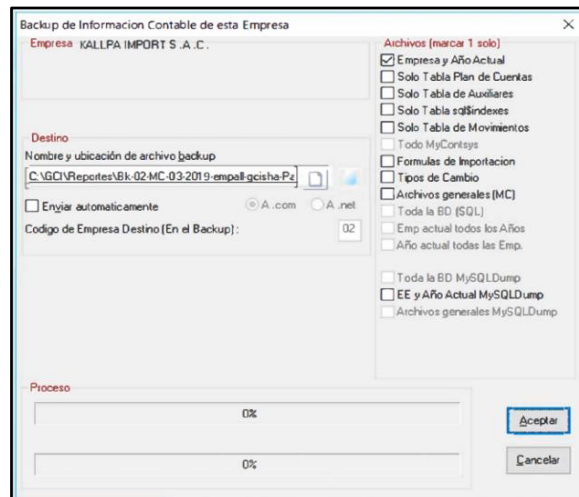 Backup de Informacion Contable de esta Empresa
Empresa KALLPA IMPORT S .A .C .
Destino
Nombre y ubicación de archivo backup
C:\GCI\Reportes\Bk-02-MC-03-2019-empall-gcisha-Pa
Enviar automaticamente
A .com
A .net
Codigo de Empresa Destino (En el Backup) :
02
Archivos (marcar 1 solo)
Empresa y Año Actual
Solo Tabla Plan de Cuentas
Solo Tabla de Auxiliares
Solo Tabla sql$indexes
Solo Tabla de Movimientos
Todo MyContsys
Formulas de Importacion
Tipos de Cambio
Archivos generales (MC)
Toda la BD (SQL)
Emp actual todos los Años
Año actual todas las Emp.
Toda la BD MySQLDump
EE y Año Actual MySQLDump
Archivos generales MySQLDump
Proceso
0%
0%
Aceptar
Cancelar